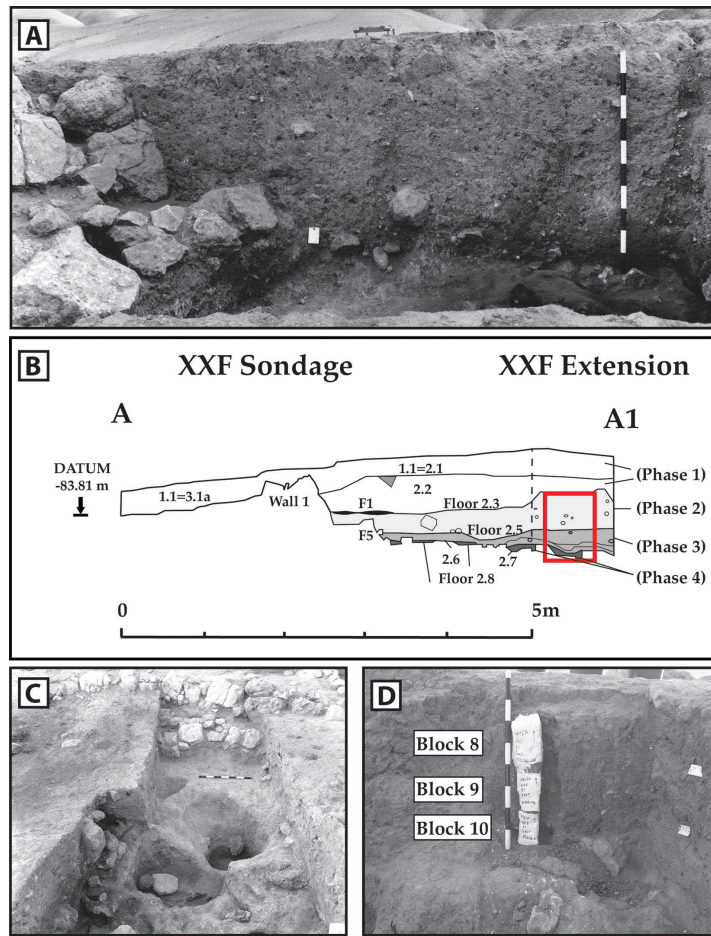 A
B
XXF Sondage
XXF Extension
A
A1
DATUM
-83.81 m
1.1=3.1a
Wall 1
1.1=2.1
2.2
F1
Floor 2.3
F5
Floor 2.5
2.6
Floor 2.8
2.7
(Phase 1)
(Phase 2)
(Phase 3)
(Phase 4)
0
5m
C
D
Block 8
Block 9
Block 10